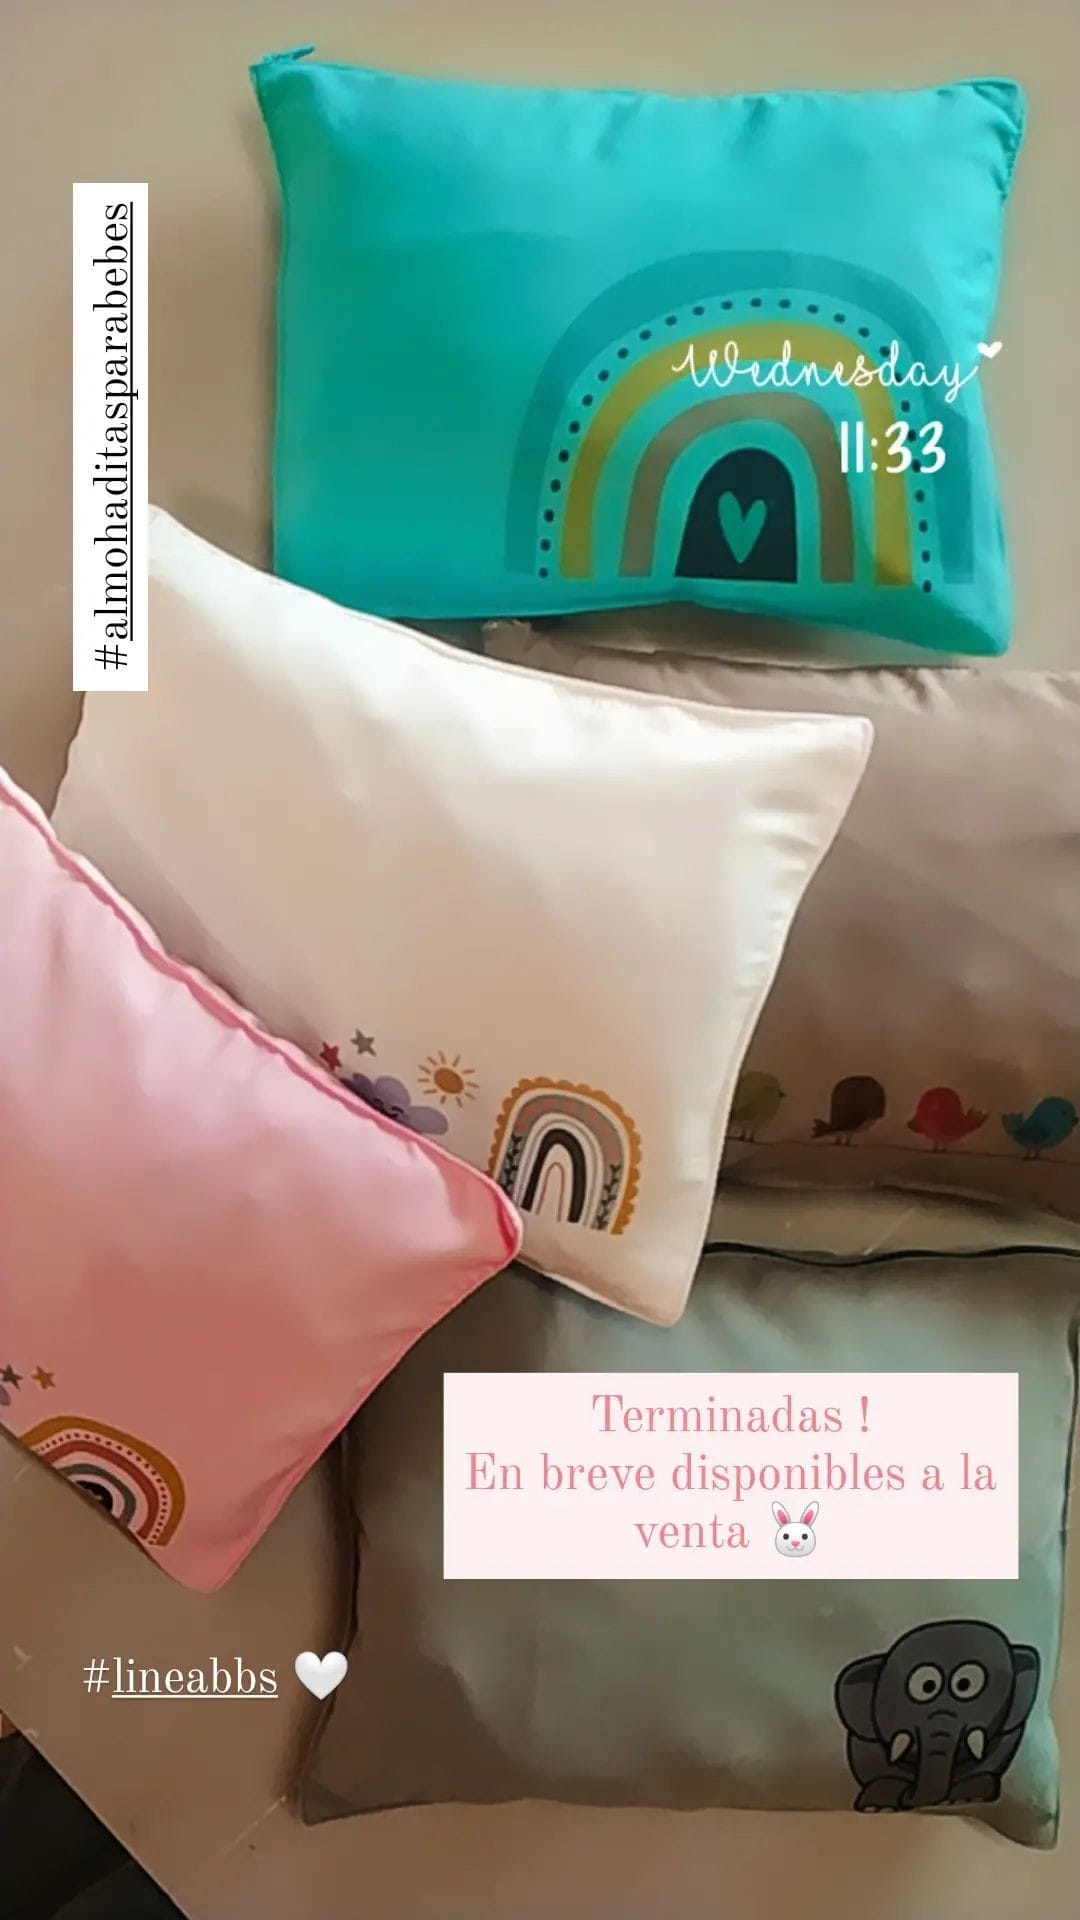 #almohaditasparabebes
Wednesday
11:33
Terminadas !
En breve disponibles a la
venta 🐰
#lineabbs 🤍